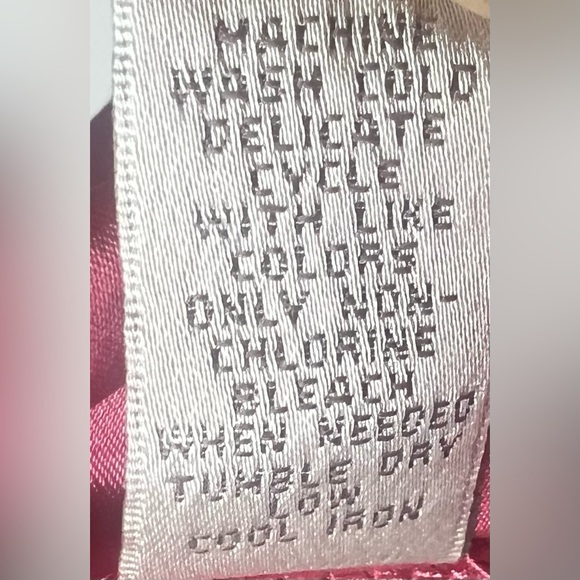 MACHINE
WASH COLD
DELICATE
CYCLE
WITH LIKE
COLORS
ONLY NON-
CHLORINE
BLEACH
WHEN NEEDED
TUMBLE DRY
LOW
COOL IRON